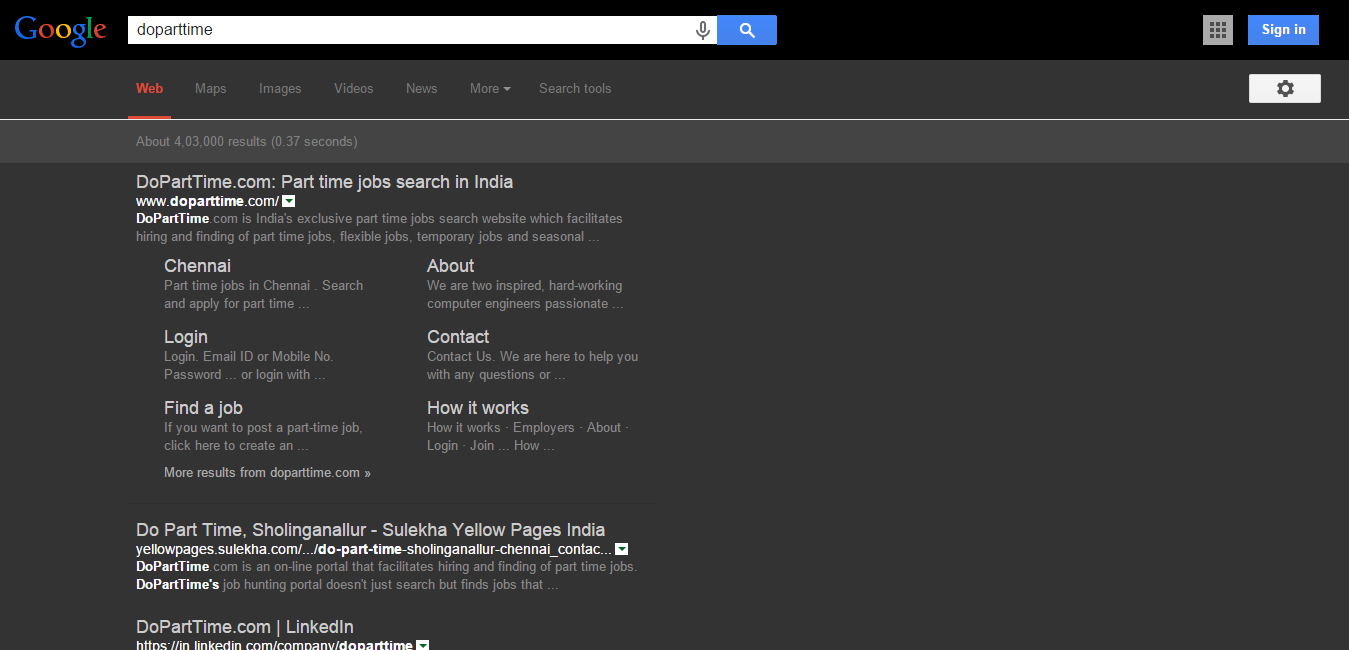 Google
doparttime
Sign in
Web Maps Images Videos News More Search tools
About 4,03,000 results (0.37 seconds)
DoPartTime.com: Part time jobs search in India
www.doparttime.com/
DoPartTime.com is India's exclusive part time jobs search website which facilitates
hiring and finding of part time jobs, flexible jobs, temporary jobs and seasonal ...
Chennai
Part time jobs in Chennai . Search
and apply for part time ...
About
We are two inspired, hard-working
computer engineers passionate ...
Login
Login. Email ID or Mobile No.
Password ... or login with ...
Contact
Contact Us. We are here to help you
with any questions or ...
Find a job
If you want to post a part-time job,
click here to create an ...
How it works
How it works · Employers · About ·
Login · Join ... How ...
More results from doparttime.com »
Do Part Time, Sholinganallur - Sulekha Yellow Pages India
yellowpages.sulekha.com/.../do-part-time-sholinganallur-chennai_contac...
DoPartTime.com is an on-line portal that facilitates hiring and finding of part time jobs.
DoPartTime's job hunting portal doesn't just search but finds jobs that ...
DoPartTime.com | LinkedIn
https://in.linkedin.com/company/doparttime